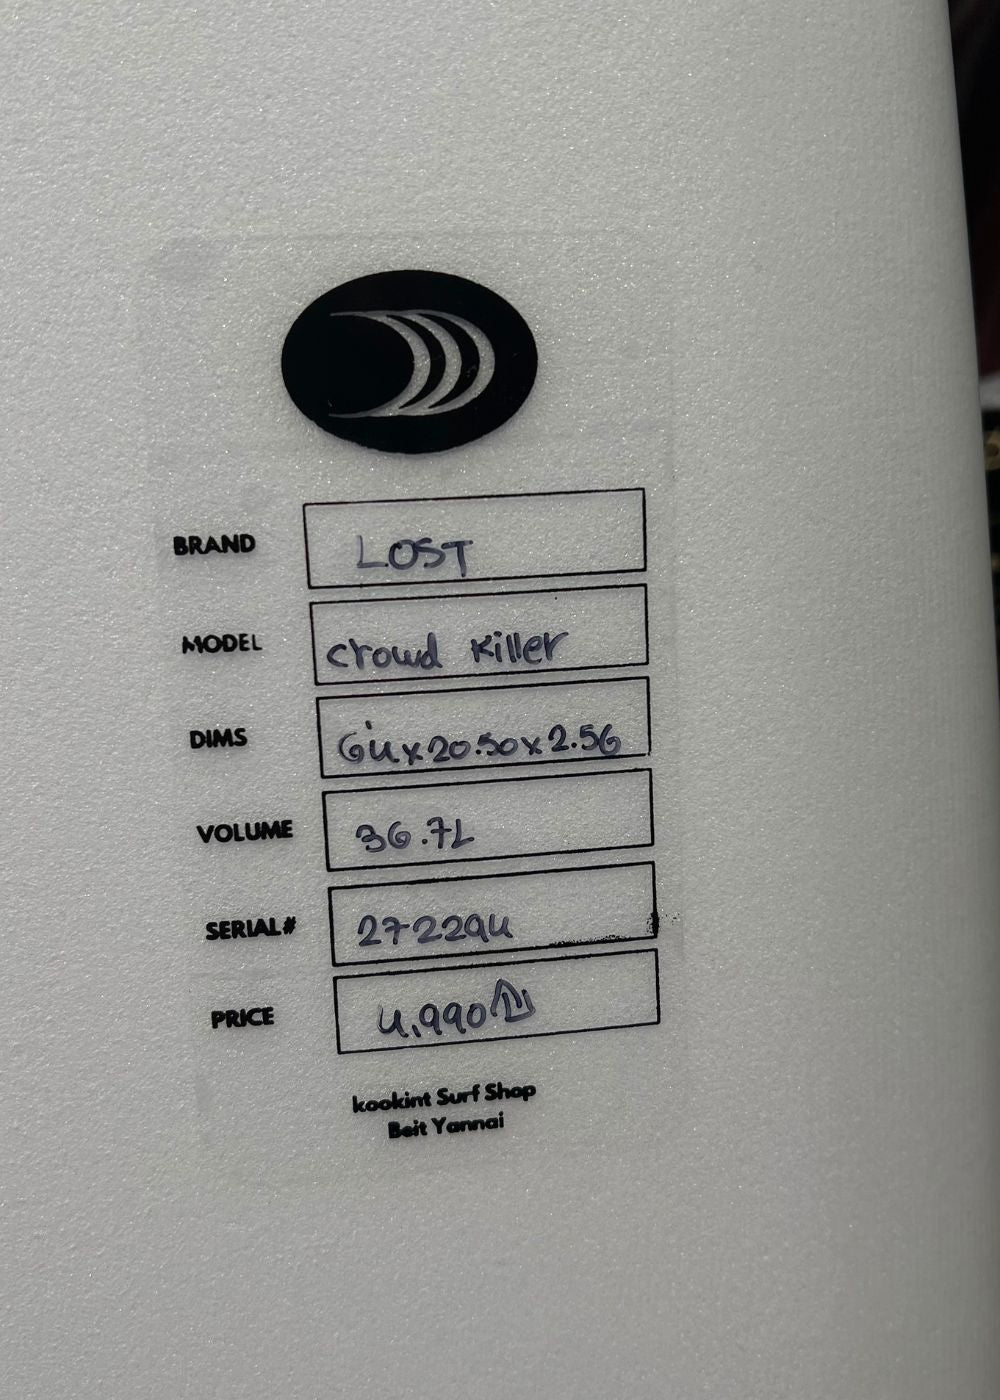 BRAND LOST
MODEL Crowd Killer
DIMS 6'4x20.50x2.56
VOLUME 36.7L
SERIAL# 272294
PRICE 4,990₪
kookint Surf Shop
Beit Yannai